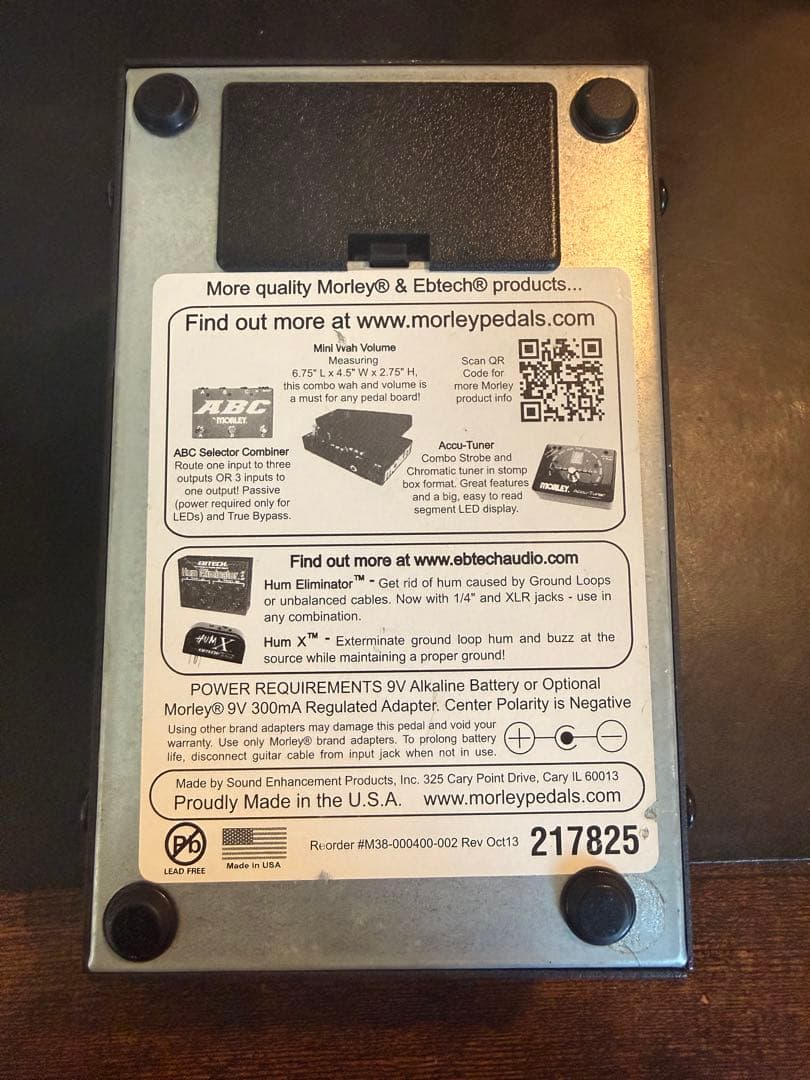 More quality Morley® & Ebtech® products...
Find out more at www.morleypedals.com
Mini Wah Volume
Measuring
6.75" L x 4.5" W x 2.75" H,
this combo wah and volume is
a must for any pedal board!
Scan QR
Code for
more Morley
product info
ABC
MORLEY
ABC Selector Combiner
Route one input to three
outputs OR 3 inputs to
one output! Passive
(power required only for
LEDs) and True Bypass.
Accu-Tuner
Combo Strobe and
Chromatic tuner in stomp
box format. Great features
and a big, easy to read
segment LED display.
MORLEY Accu-Tuner
Find out more at www.ebtechaudio.com
EBTECH
Hum Eliminator
Hum Eliminator™ - Get rid of hum caused by Ground Loops
or unbalanced cables. Now with 1/4" and XLR jacks - use in
any combination.
HUM X
EBTECH
Hum X™ - Exterminate ground loop hum and buzz at the
source while maintaining a proper ground!
POWER REQUIREMENTS 9V Alkaline Battery or Optional
Morley® 9V 300mA Regulated Adapter. Center Polarity is Negative
Using other brand adapters may damage this pedal and void your
warranty. Use only Morley® brand adapters. To prolong battery
life, disconnect guitar cable from input jack when not in use.
Made by Sound Enhancement Products, Inc. 325 Cary Point Drive, Cary IL 60013
Proudly Made in the U.S.A. www.morleypedals.com
Pb
LEAD FREE
Made in USA
Reorder #M38-000400-002 Rev Oct13
217825